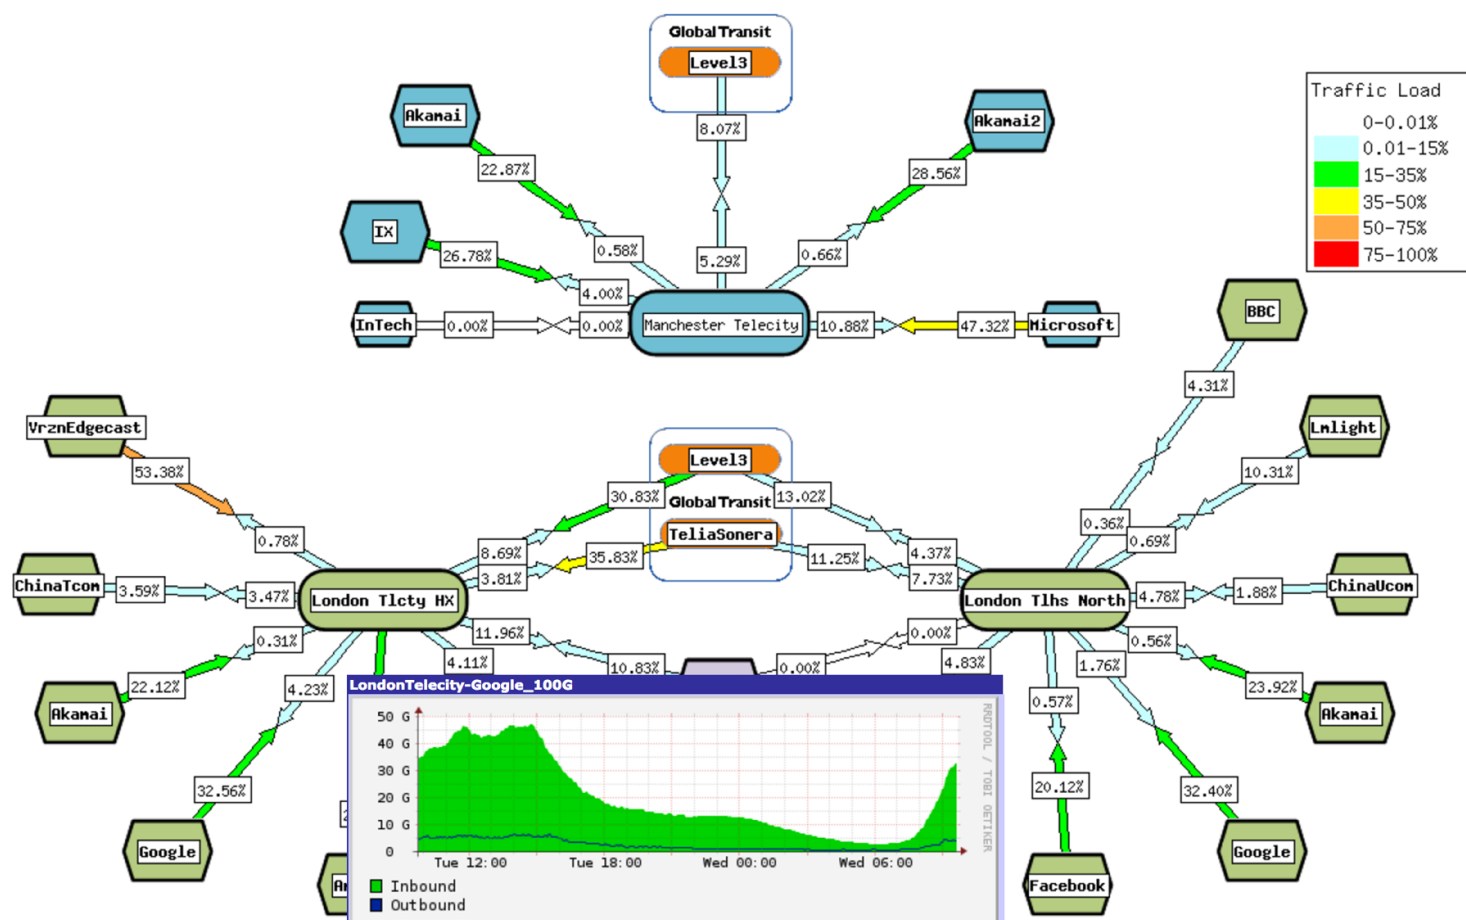 Global Transit
Level3
Akamai
Akamai2
Traffic Load
0-0.01%
0.01-15%
15-35%
35-50%
50-75%
75-100%
8.07%
22.87%
28.56%
IX
26.78%
0.58%
5.29%
0.66%
4.00%
InTech
0.00%
0.00%
Manchester Telecity
10.88%
47.32%
Microsoft
BBC
4.31%
VrznEdgecast
53.38%
0.78%
Level3
30.83%
13.02%
Global Transit
TeliaSonera
35.83%
11.25%
8.69%
3.81%
4.37%
7.73%
Lmlight
10.31%
0.36%
0.69%
ChinaTcom
3.59%
3.47%
London Tlcty HX
London Tlhs North
4.78%
1.88%
ChinaUcom
0.31%
11.96%
4.11%
10.83%
0.00%
0.00%
4.83%
0.56%
1.76%
22.12%
Akamai
4.23%
0.57%
23.92%
Akamai
32.56%
Google
20.12%
Facebook
32.40%
Google
LondonTelecity-Google_100G
50 G
40 G
30 G
20 G
10 G
0
Tue 12:00
Tue 18:00
Wed 00:00
Wed 06:00
RRDTOOL / TOBI OETIKER
Inbound
Outbound